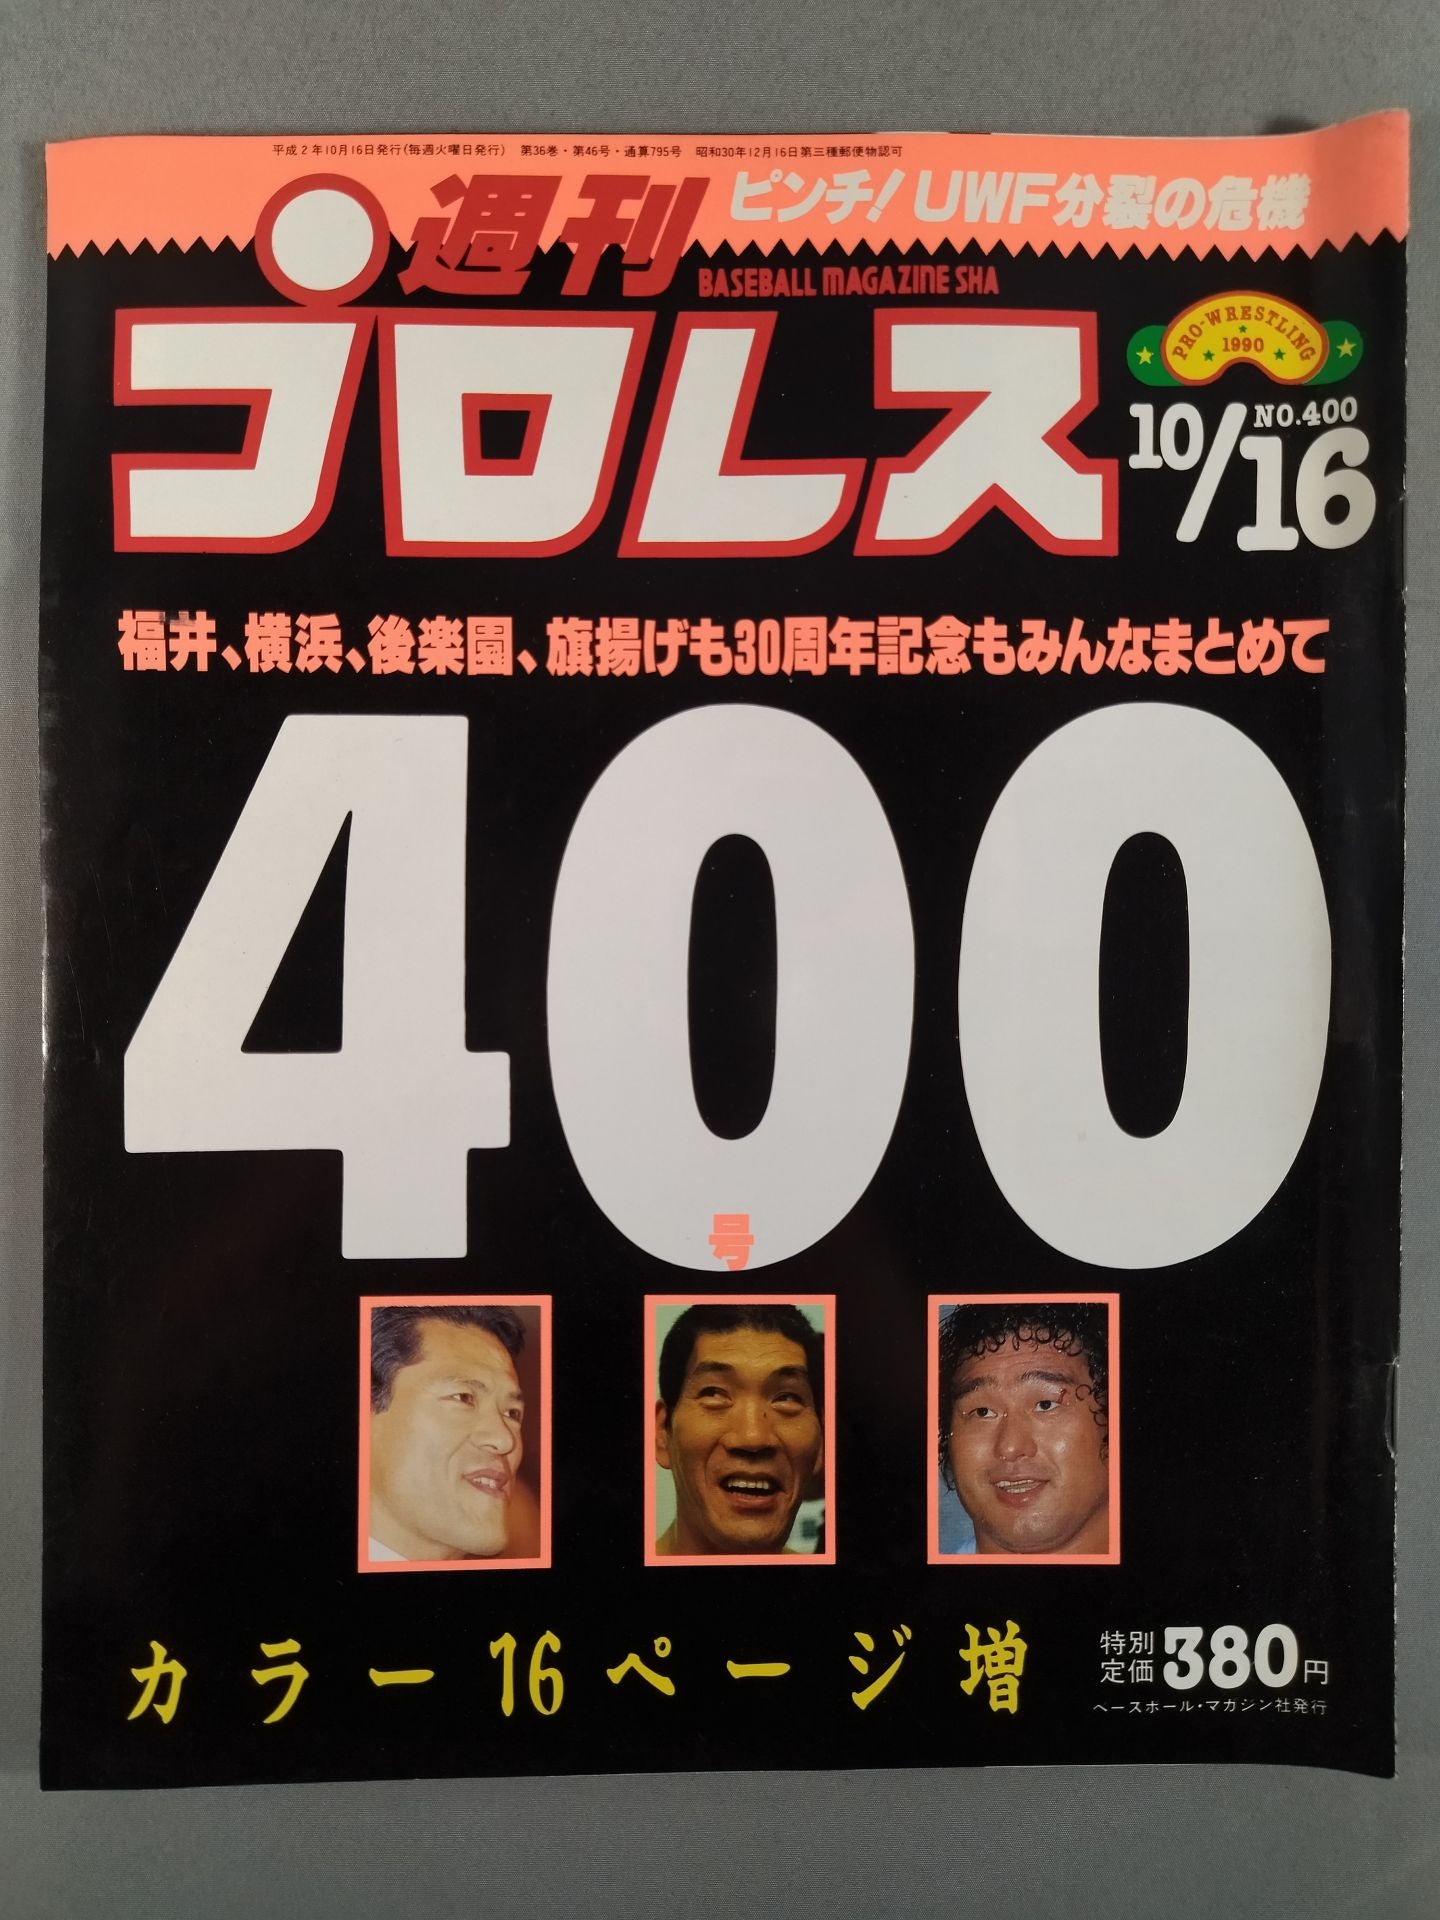 平成2年10月16日発行(毎週火曜日発行) 第36巻・第46号・通算795号 昭和30年12月16日第三種郵便物認可
ピンチ!UWF分裂の危機
週刊
BASEBALL MAGAZINE SHA
プロレス
PRO-WRESTLING
1990
NO.400
10/16
福井、横浜、後楽園、旗揚げも30周年記念もみんなまとめて
400
号
カラー16ページ増
特別定価380円
ベースボール・マガジン社発行